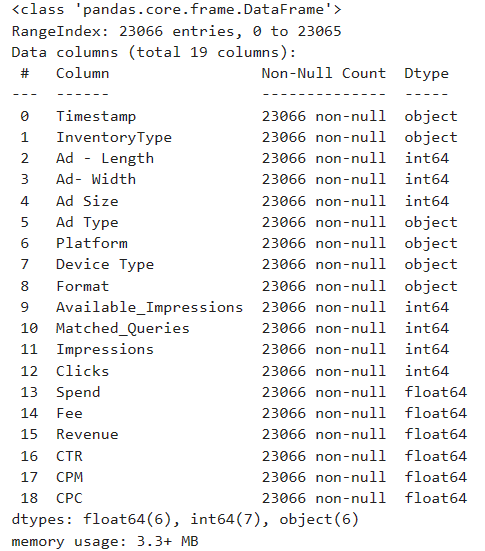 <class 'pandas.core.frame.DataFrame'>
RangeIndex: 23066 entries, 0 to 23065
Data columns (total 19 columns):
 #   Column                 Non-Null Count  Dtype
---  ------                 --------------  -----
 0   Timestamp              23066 non-null  object
 1   InventoryType          23066 non-null  object
 2   Ad - Length            23066 non-null  int64
 3   Ad- Width              23066 non-null  int64
 4   Ad Size                23066 non-null  int64
 5   Ad Type                23066 non-null  object
 6   Platform               23066 non-null  object
 7   Device Type            23066 non-null  object
 8   Format                 23066 non-null  object
 9   Available_Impressions  23066 non-null  int64
 10  Matched_Queries        23066 non-null  int64
 11  Impressions            23066 non-null  int64
 12  Clicks                 23066 non-null  int64
 13  Spend                  23066 non-null  float64
 14  Fee                    23066 non-null  float64
 15  Revenue                23066 non-null  float64
 16  CTR                    23066 non-null  float64
 17  CPM                    23066 non-null  float64
 18  CPC                    23066 non-null  float64
dtypes: float64(6), int64(7), object(6)
memory usage: 3.3+ MB